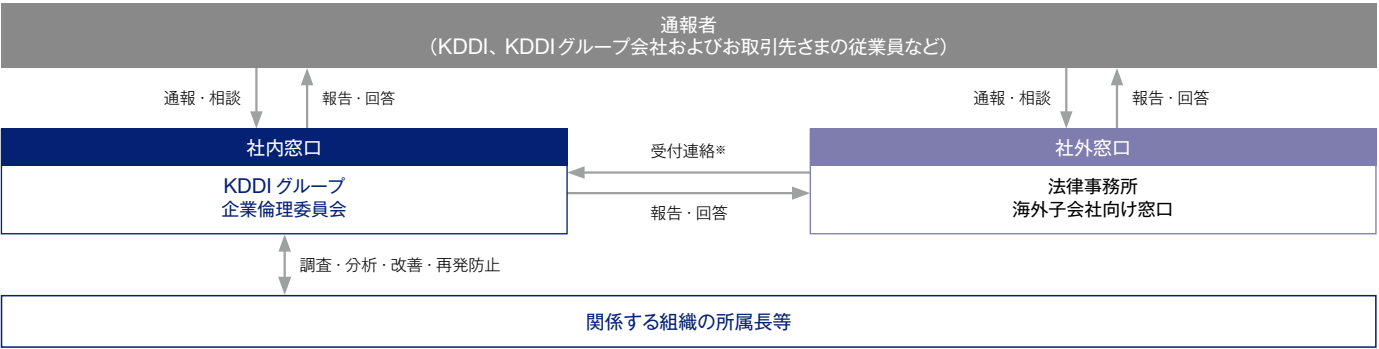 通報者
（KDDI、KDDIグループ会社およびお取引先さまの従業員など）
通報・相談
報告・回答
通報・相談
報告・回答
社内窓口
KDDIグループ
企業倫理委員会
受付連絡※
報告・回答
社外窓口
法律事務所
海外子会社向け窓口
調査・分析・改善・再発防止
関係する組織の所属長等